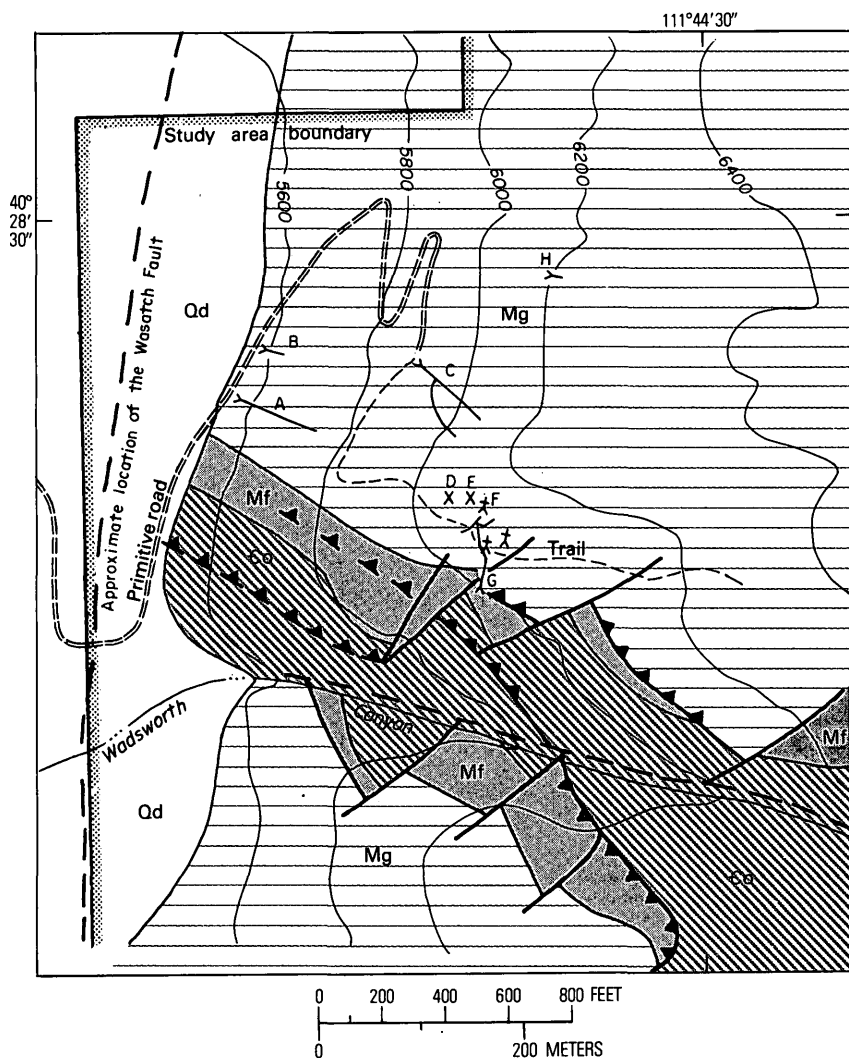 111°44'30"
Study area boundary
40°
28'
30"
5600
5800
6000
6200
6400
H
Mg
Qd
B
C
A
Approximate location of the Wasatch Fault
Primitive road
D E
F
Mf
Trail
Co
G
Wadsworth
Canyon
Mf
Mf
Qd
Mg
Co
0 200 400 600 800 FEET
0 200 METERS